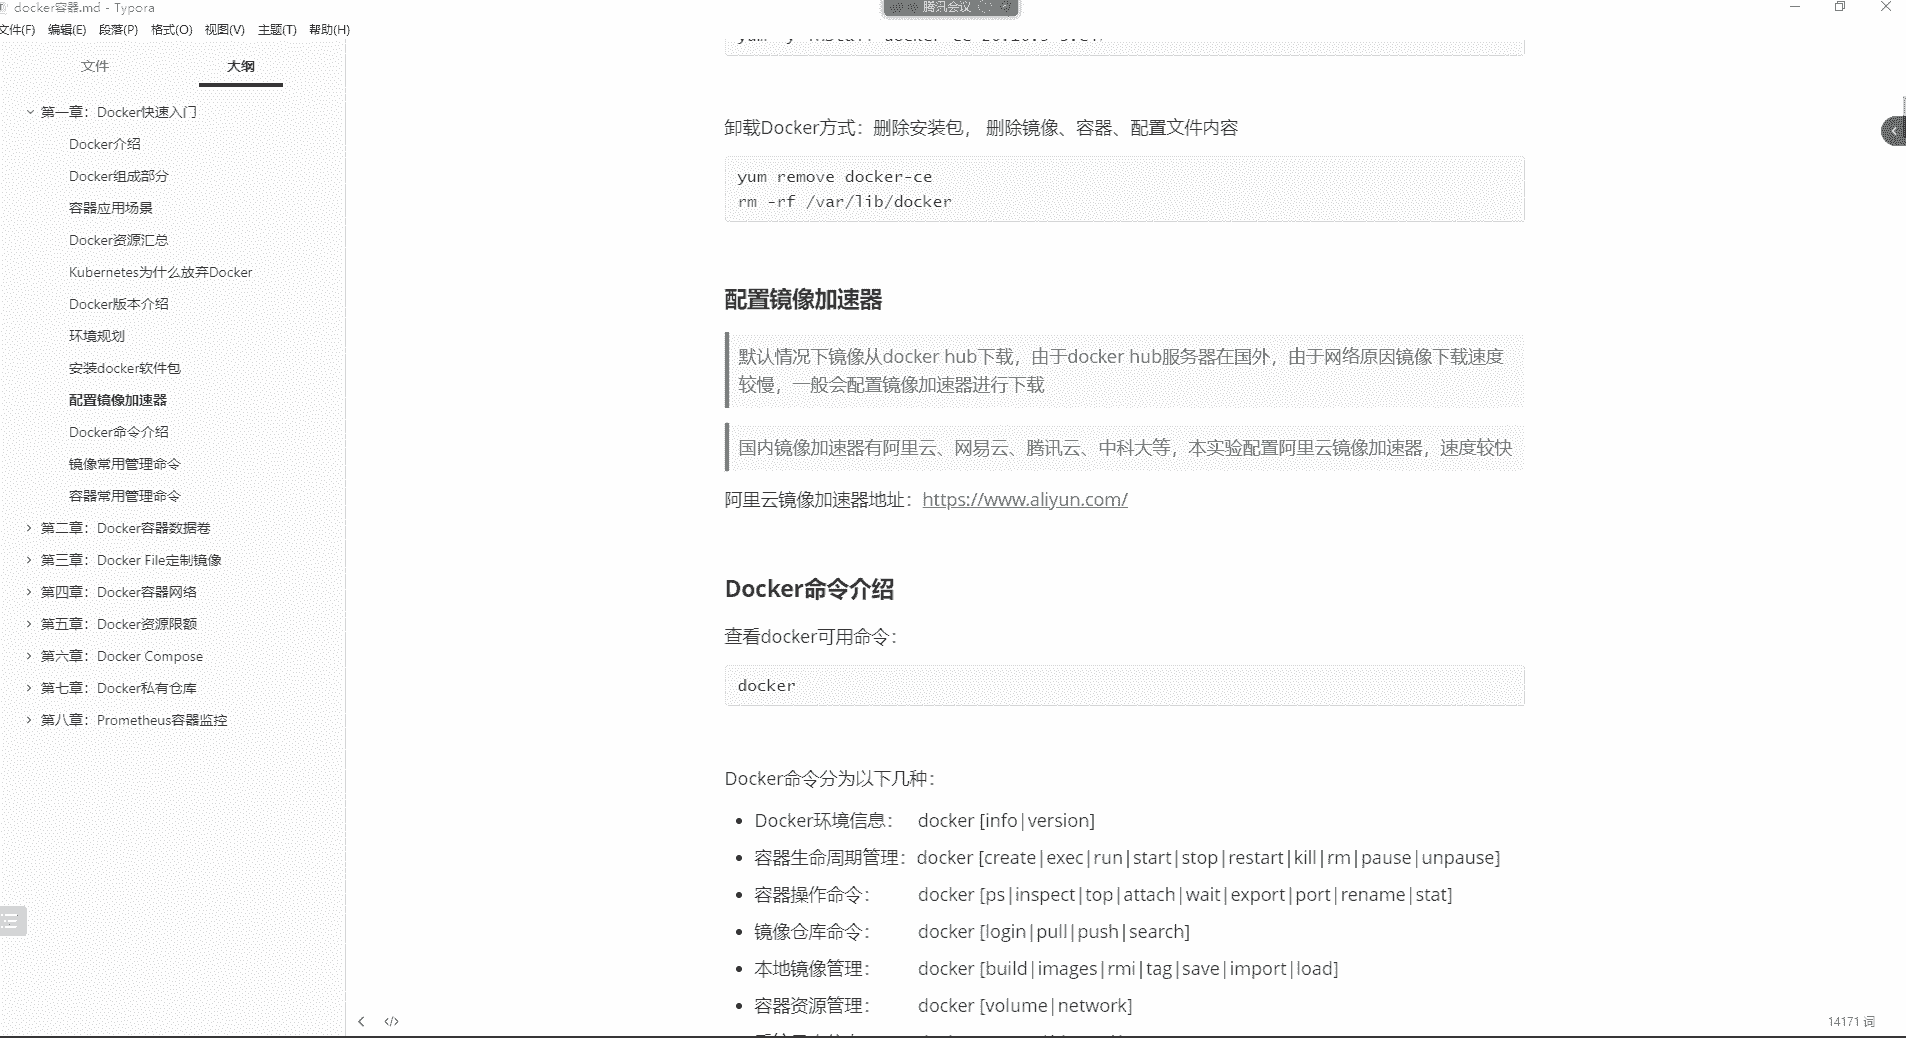 docker容器.md - Typora
腾讯会议
文件(F) 编辑(E) 段落(P) 格式(O) 视图(V) 主题(T) 帮助(H)
文件 大纲
第一章：Docker快速入门
Docker介绍
Docker组成部分
容器应用场景
Docker资源汇总
Kubernetes为什么放弃Docker
Docker版本介绍
环境规划
安装docker软件包
配置镜像加速器
Docker命令介绍
镜像常用管理命令
容器常用管理命令
第二章：Docker容器数据卷
第三章：Docker File定制镜像
第四章：Docker容器网络
第五章：Docker资源限额
第六章：Docker Compose
第七章：Docker私有仓库
第八章：Prometheus容器监控
卸载Docker方式：删除安装包， 删除镜像、容器、配置文件内容
yum remove docker-ce
rm -rf /var/lib/docker
配置镜像加速器
默认情况下镜像从docker hub下载，由于docker hub服务器在国外，由于网络原因镜像下载速度
较慢，一般会配置镜像加速器进行下载
国内镜像加速器有阿里云、网易云、腾讯云、中科大等，本实验配置阿里云镜像加速器，速度较快
阿里云镜像加速器地址：https://www.aliyun.com/
Docker命令介绍
查看docker可用命令：
docker
Docker命令分为以下几种：
Docker环境信息： docker [info|version]
容器生命周期管理：docker [create|exec|run|start|stop|restart|kill|rm|pause|unpause]
容器操作命令： docker [ps|inspect|top|attach|wait|export|port|rename|stat]
镜像仓库命令： docker [login|pull|push|search]
本地镜像管理： docker [build|images|rmi|tag|save|import|load]
容器资源管理： docker [volume|network]
14171 词